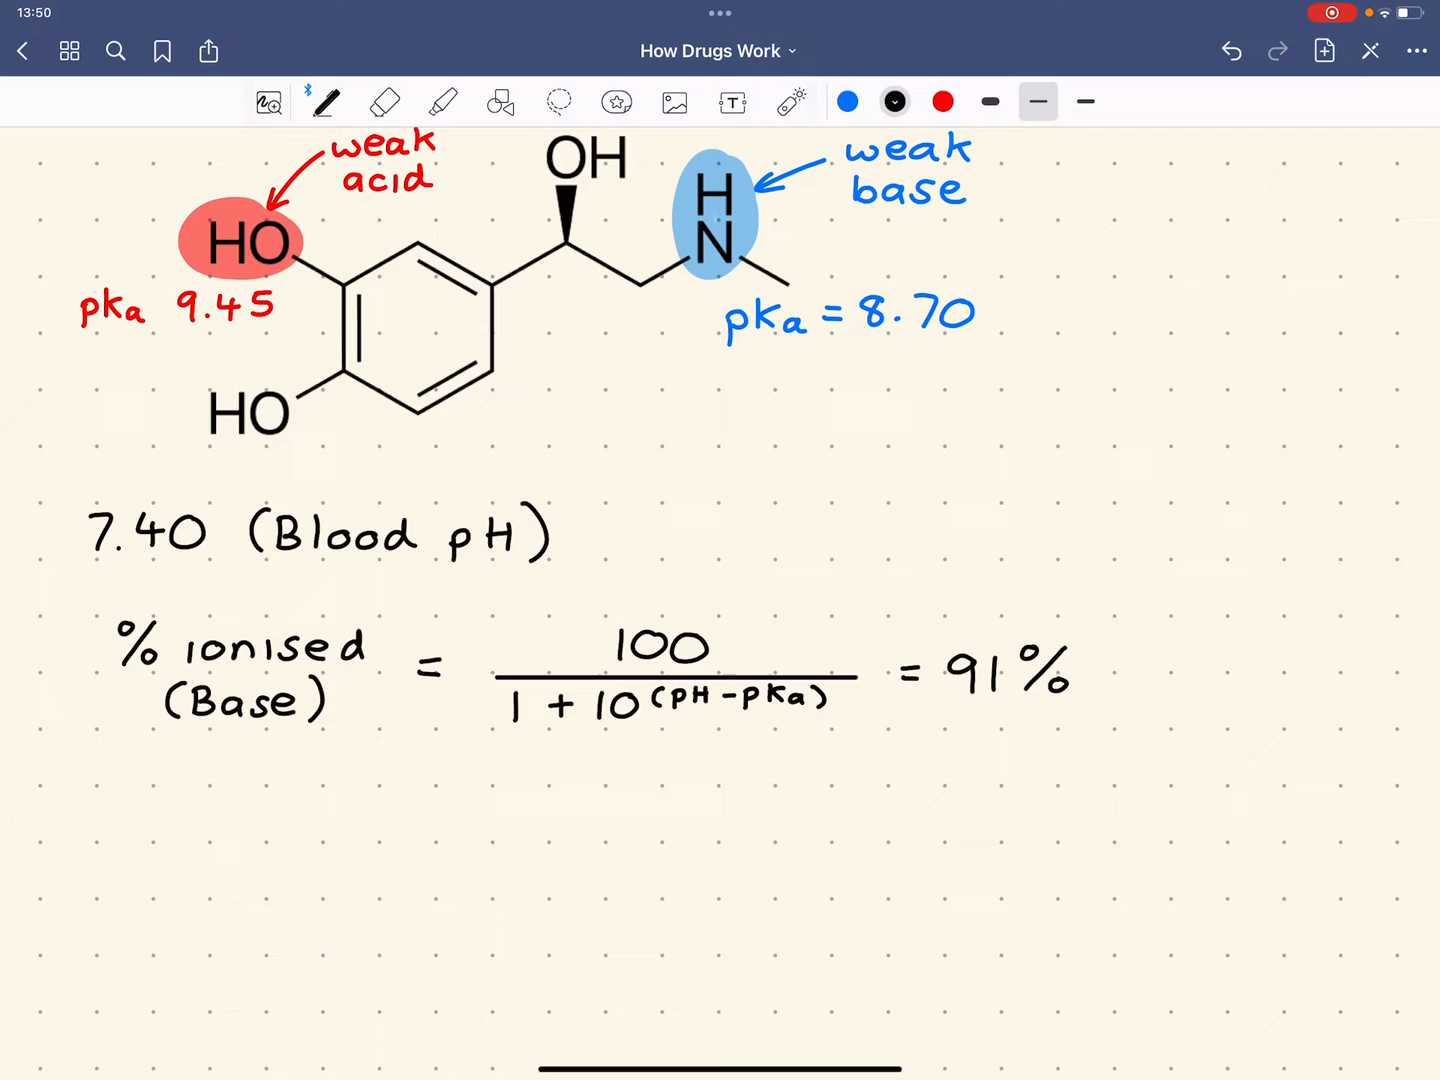 13:50
How Drugs Work
T
weak
acid
OH
weak
base
H
N
HO
pka 9.45
pka = 8.70
HO
7.40 (Blood pH)
% ionised
(Base)
= 100 / 1 + 10^(pH - pKa) = 91%